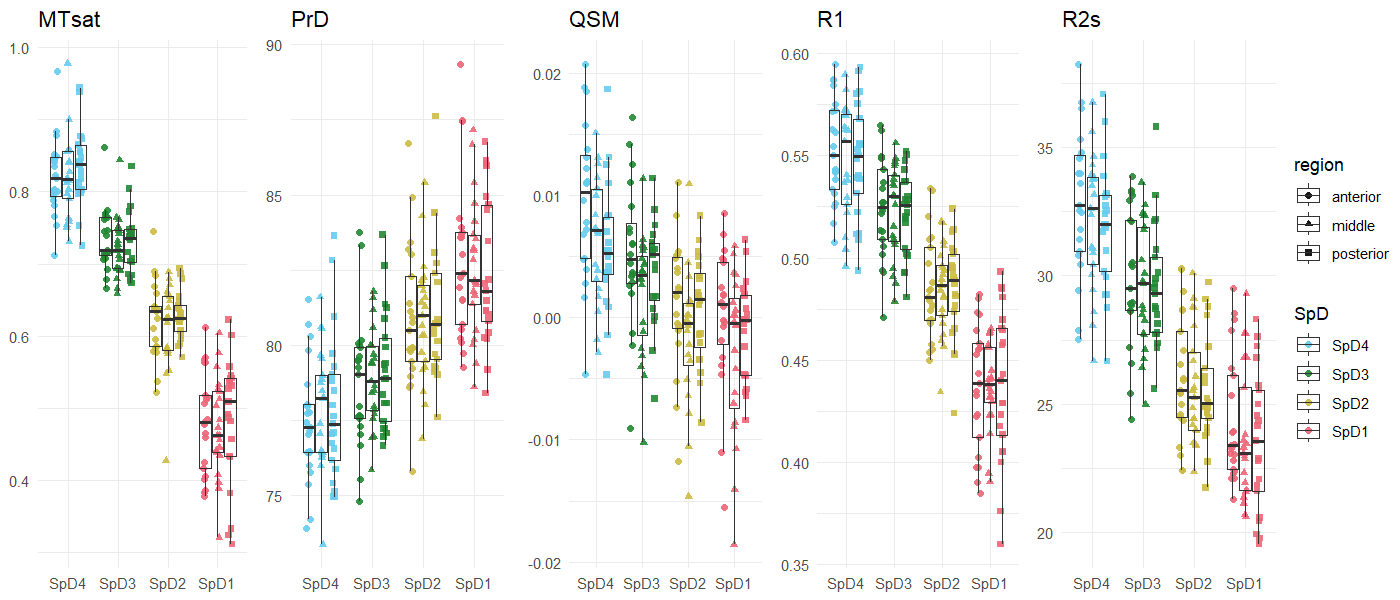 MTsat
1.0
0.8
0.6
0.4
SpD4 SpD3 SpD2 SpD1
PrD
90
85
80
75
SpD4 SpD3 SpD2 SpD1
QSM
0.02
0.01
0.00
-0.01
-0.02
SpD4 SpD3 SpD2 SpD1
R1
0.60
0.55
0.50
0.45
0.40
0.35
SpD4 SpD3 SpD2 SpD1
R2s
35
30
25
20
SpD4 SpD3 SpD2 SpD1
region
anterior
middle
posterior
SpD
SpD4
SpD3
SpD2
SpD1